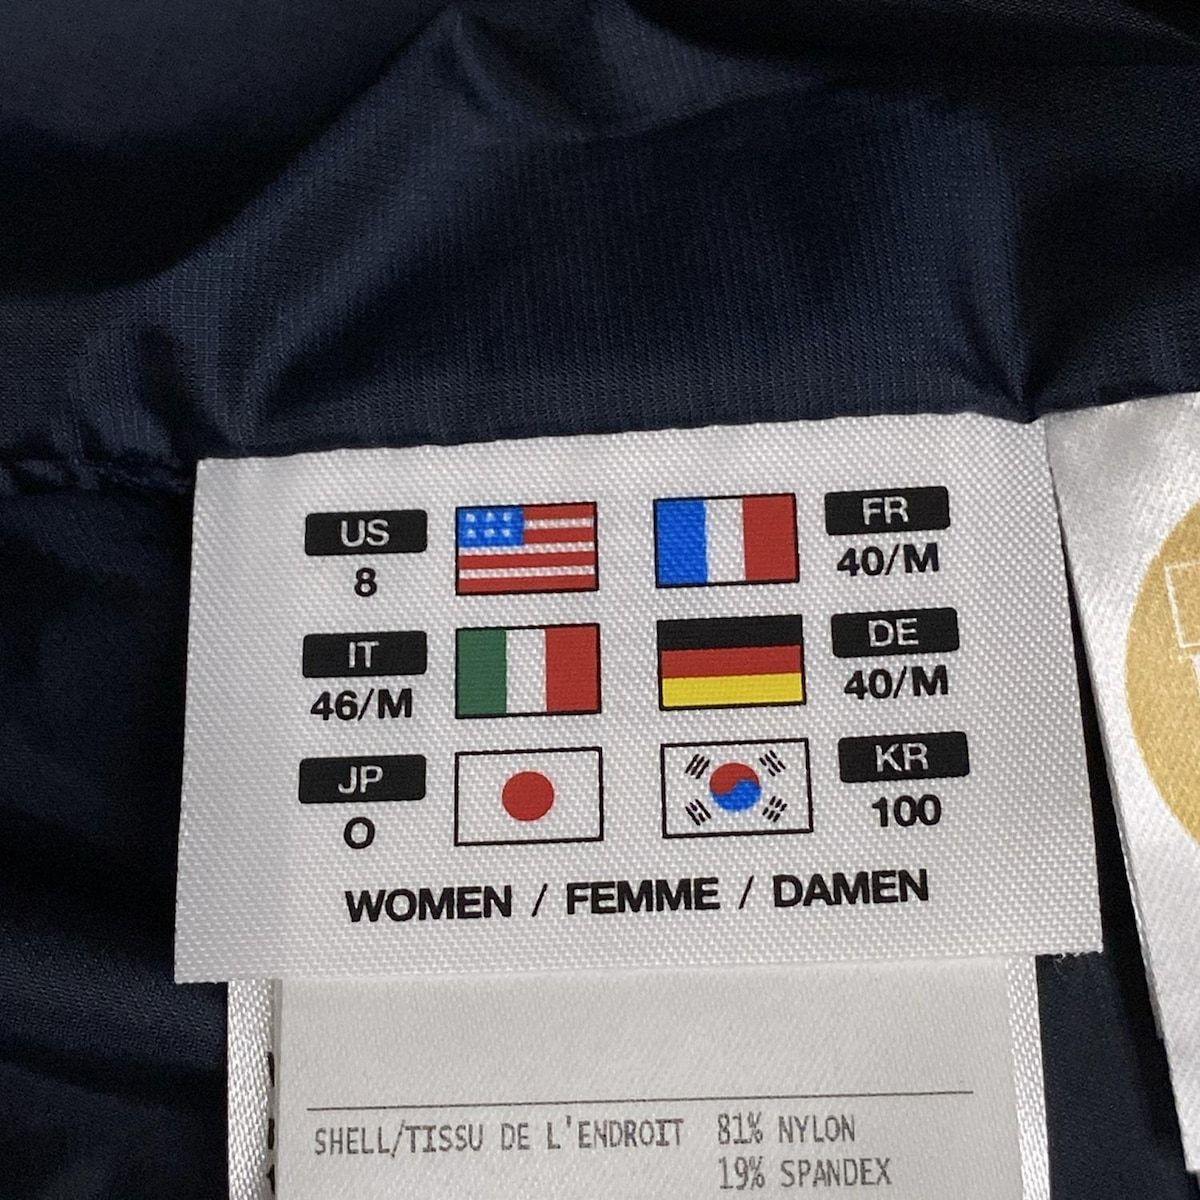 US
8
FR
40/M
IT
46/M
DE
40/M
JP
O
KR
100
WOMEN / FEMME / DAMEN
SHELL/TISSU DE L'ENDROIT 81% NYLON
19% SPANDEX